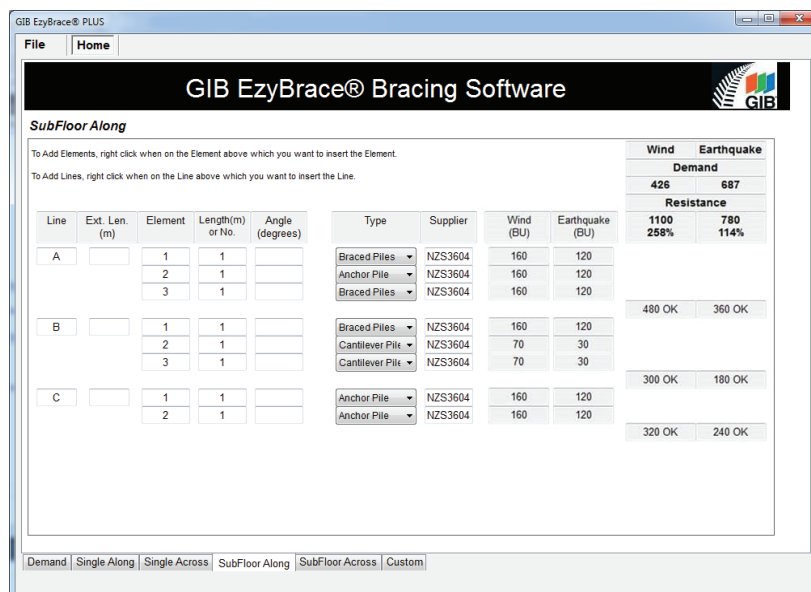 GIB EzyBrace® PLUS
File Home
GIB EzyBrace® Bracing Software
GIB
SubFloor Along
To Add Elements, right click when on the Element above which you want to insert the Element.
To Add Lines, right click when on the Line above which you want to insert the Line.
Wind Earthquake
Demand
426 687
Resistance
1100 780
258% 114%
Line Ext. Len. (m) Element Length(m) or No. Angle (degrees) Type Supplier Wind (BU) Earthquake (BU)
A 1 1 Braced Piles NZS3604 160 120
2 1 Anchor Pile NZS3604 160 120
3 1 Braced Piles NZS3604 160 120
480 OK 360 OK
B 1 1 Braced Piles NZS3604 160 120
2 1 Cantilever Pile NZS3604 70 30
3 1 Cantilever Pile NZS3604 70 30
300 OK 180 OK
C 1 1 Anchor Pile NZS3604 160 120
2 1 Anchor Pile NZS3604 160 120
320 OK 240 OK
Demand Single Along Single Across SubFloor Along SubFloor Across Custom